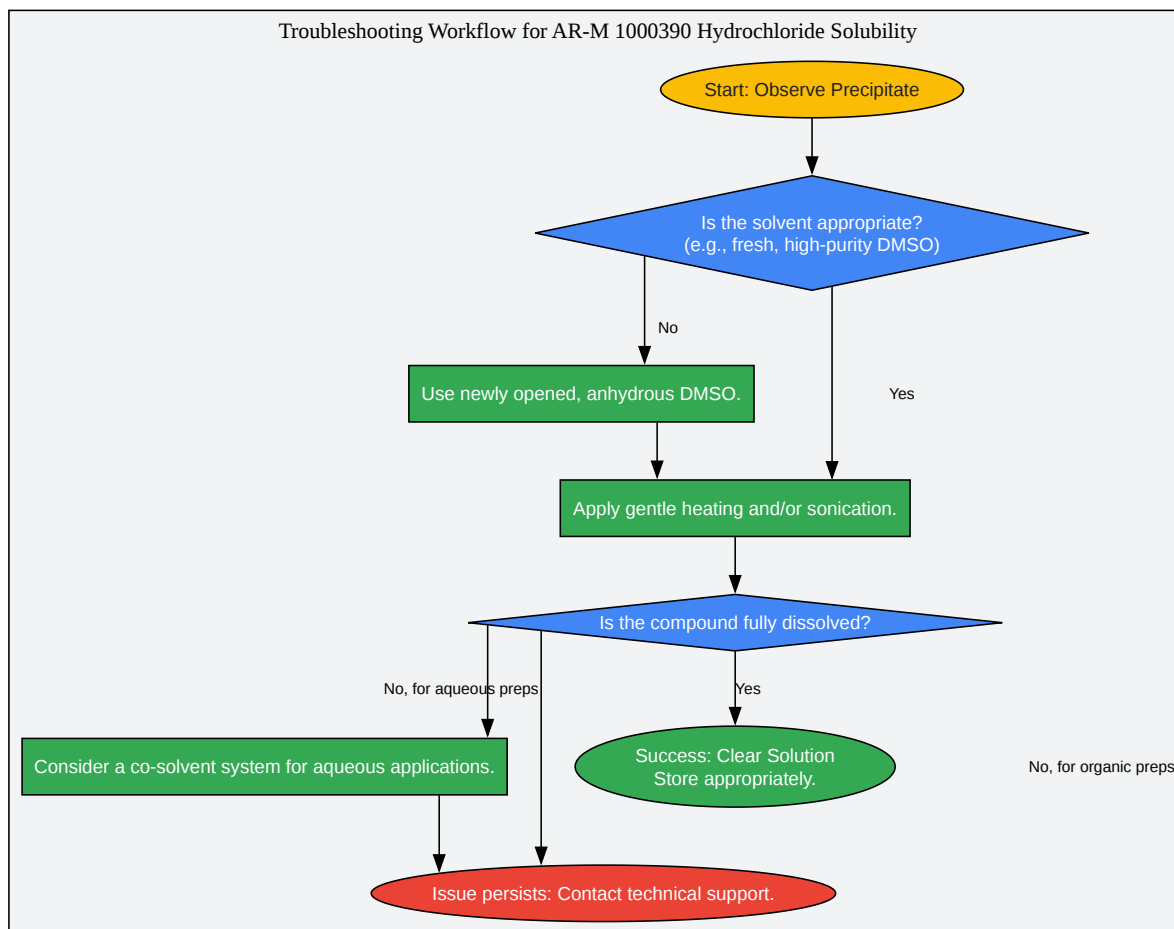 Troubleshooting Workflow for AR-M 1000390 Hydrochloride Solubility
Start: Observe Precipitate
Is the solvent appropriate?
(e.g., fresh, high-purity DMSO)
No
Use newly opened, anhydrous DMSO.
Yes
Apply gentle heating and/or sonication.
Is the compound fully dissolved?
No, for aqueous preps
Yes
Consider a co-solvent system for aqueous applications.
Success: Clear Solution
Store appropriately.
No, for organic preps
Issue persists: Contact technical support.